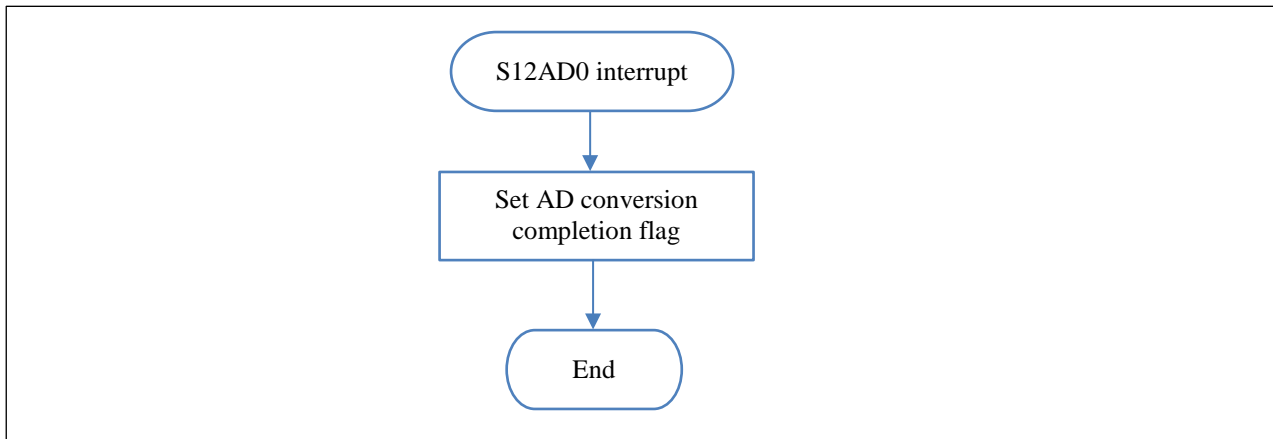 S12AD0 interrupt
Set AD conversion
completion flag
End